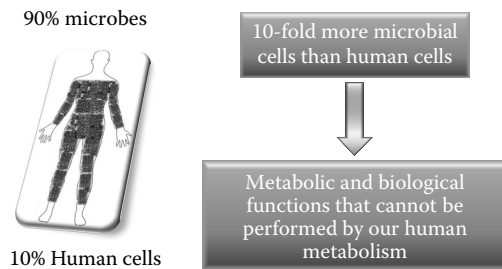 90% microbes
10% Human cells
10-fold more microbial
cells than human cells
Metabolic and biological
functions that cannot be
performed by our human
metabolism